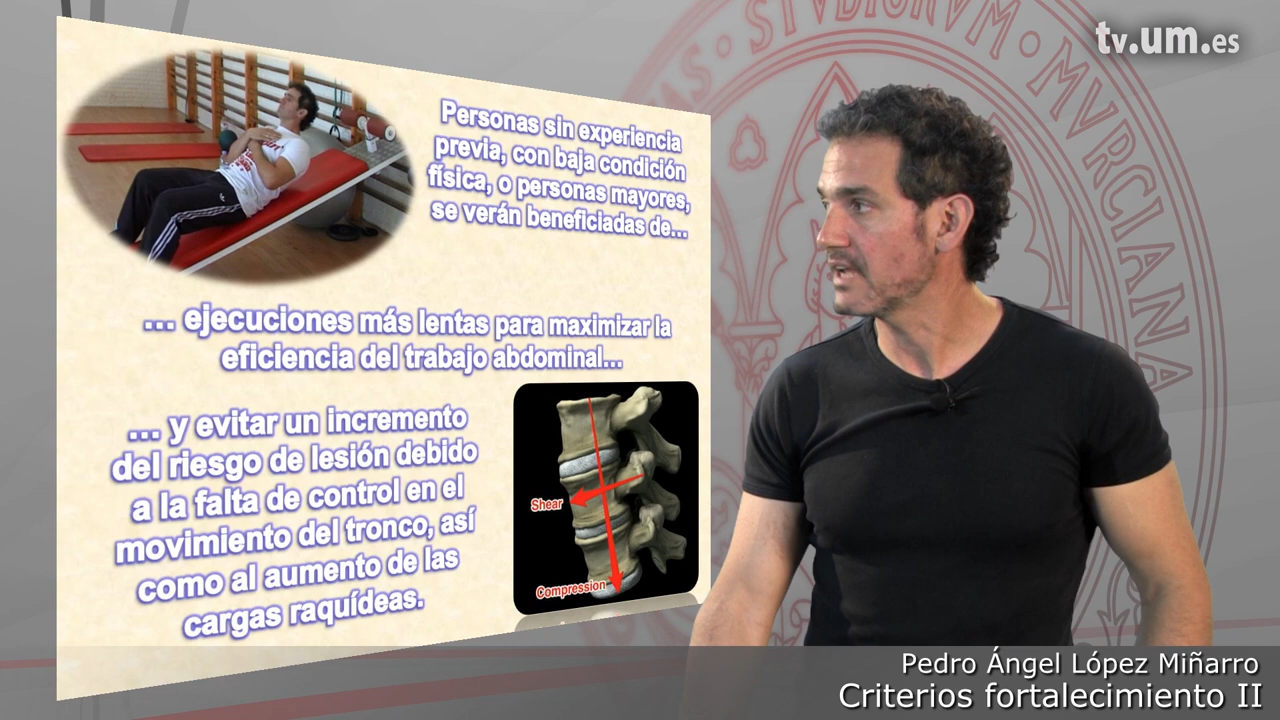 tv.um.es
STVDIORVM
MVRCIANA
Personas sin experiencia
previa, con baja condición
física, o personas mayores,
se verán beneficiadas de...
... ejecuciones más lentas para maximizar la
eficiencia del trabajo abdominal...
... y evitar un incremento
del riesgo de lesión debido
a la falta de control en el
movimiento del tronco, así
como al aumento de las
cargas raquídeas.
Shear
Compression
Pedro Ángel López Miñarro
Criterios fortalecimiento II